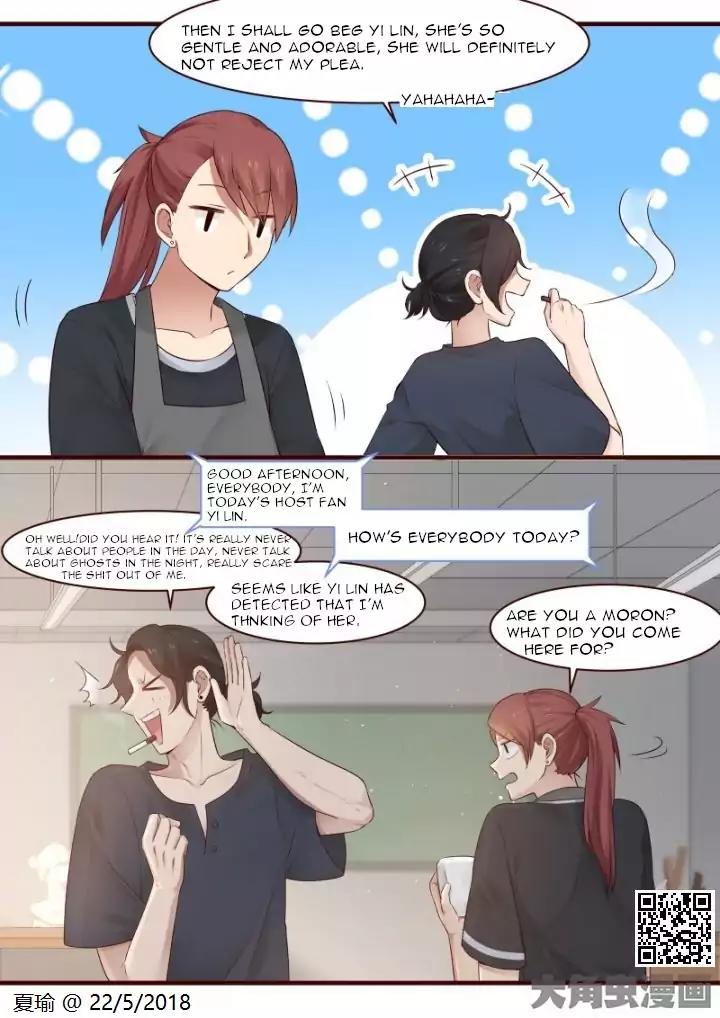 THEN I SHALL GO BEG YI LIN, SHE'S SO
GENTLE AND ADORABLE, SHE WILL DEFINITELY
NOT REJECT MY PLEA.
YAHAHAHA~
GOOD AFTERNOON,
EVERYBODY, I'M
TODAY'S HOST FAN
YI LIN.
HOW'S EVERYBODY TODAY?
OH WELL!DID YOU HEAR IT! IT'S REALLY NEVER
TALK ABOUT PEOPLE IN THE DAY, NEVER TALK
ABOUT GHOSTS IN THE NIGHT, REALLY SCARE
THE SHIT OUT OF ME.
SEEMS LIKE YI LIN HAS
DETECTED THAT I'M
THNKING OF HER.
ARE YOU A MORON?
WHAT DID YOU COME
HERE FOR?
大角虫漫画
夏瑜 @ 22/5/2018